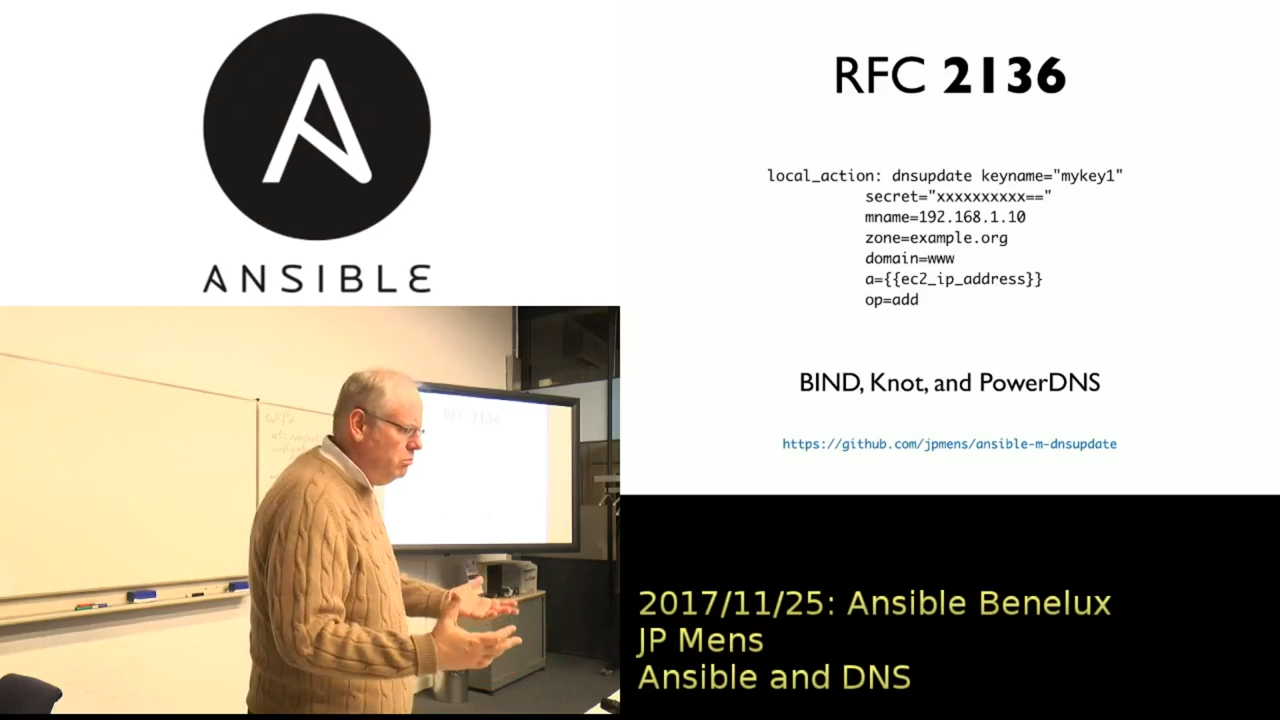 ANSIBLE
RFC 2136
local_action: dnsupdate keyname="mykey1"
secret="xxxxxxxxxx=="
mname=192.168.1.10
zone=example.org
domain=www
a={{ec2_ip_address}}
op=add
BIND, Knot, and PowerDNS
https://github.com/jpmens/ansible-m-dnsupdate
RFC 2136
2017/11/25: Ansible Benelux
JP Mens
Ansible and DNS